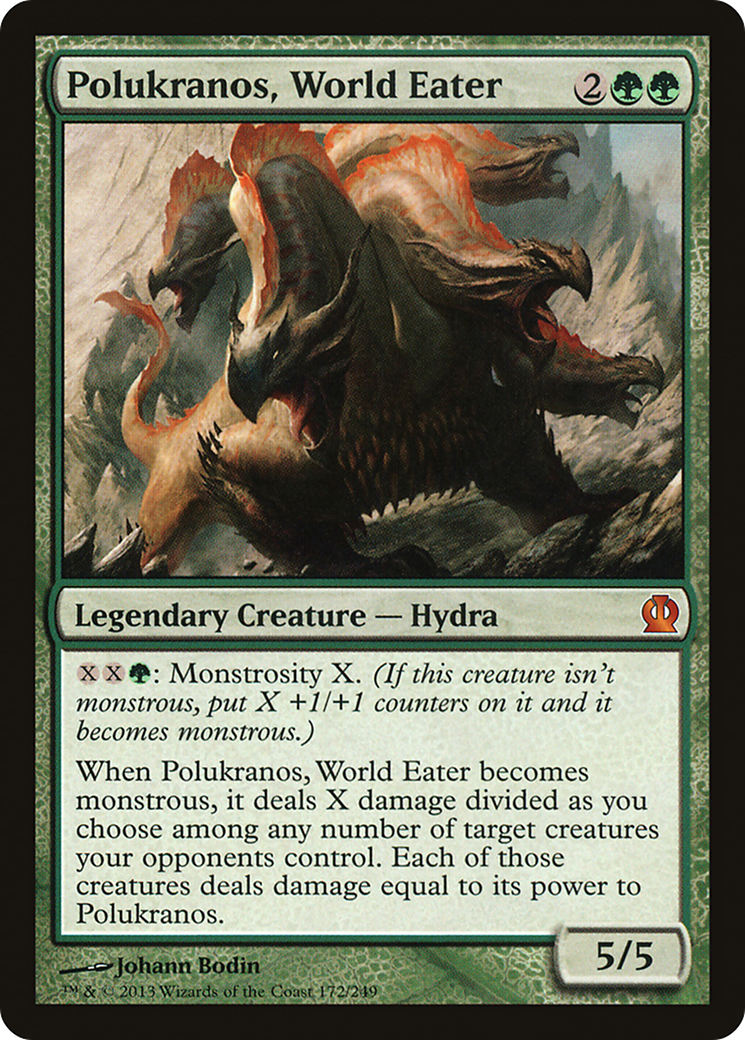 Polukranos, World Eater 2
Legendary Creature — Hydra
XX: Monstrosity X. (If this creature isn't
monstrous, put X +1/+1 counters on it and it
becomes monstrous.)
When Polukranos, World Eater becomes
monstrous, it deals X damage divided as you
choose among any number of target creatures
your opponents control. Each of those
creatures deals damage equal to its power to
Polukranos.
5/5
Johann Bodin
™ & © 2013 Wizards of the Coast 172/249